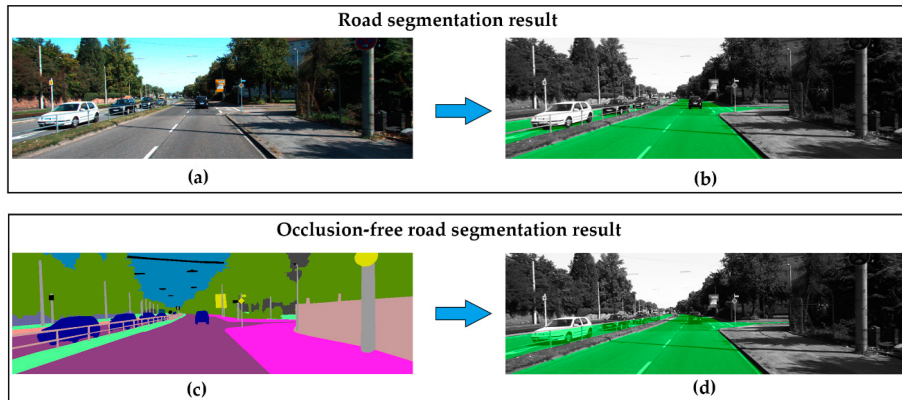 Road segmentation result
(a)
(b)
Occlusion-free road segmentation result
(c)
(d)